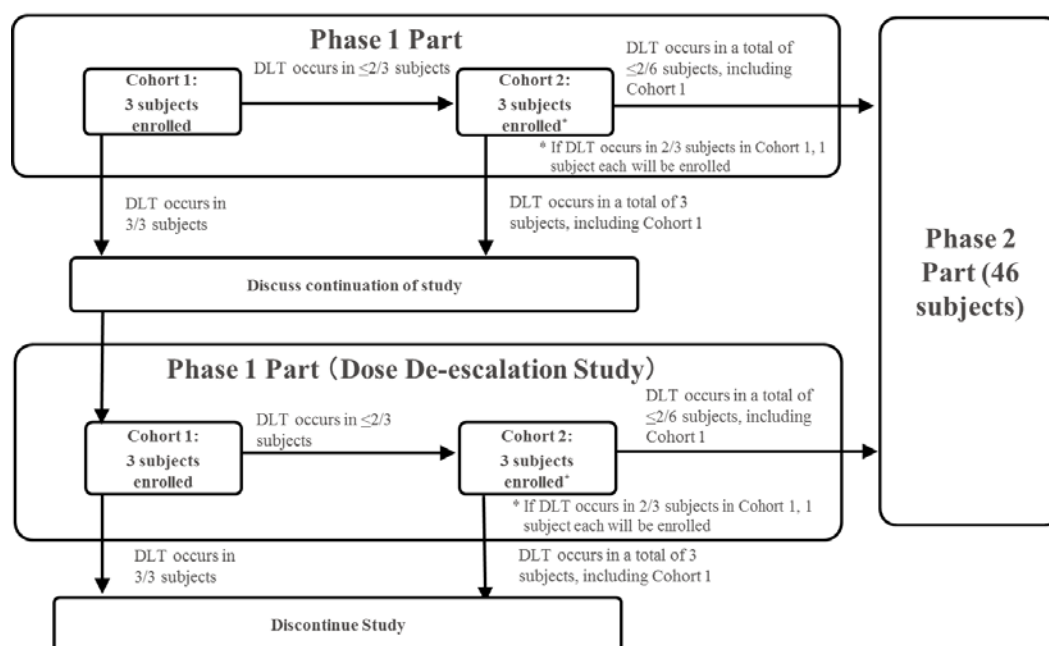 Phase 1 Part
DLT occurs in ≤2/3 subjects
DLT occurs in a total of
≤2/6 subjects, including
Cohort 1
Cohort 1:
3 subjects
enrolled
Cohort 2:
3 subjects
enrolled*
* If DLT occurs in 2/3 subjects in Cohort 1, 1
subject each will be enrolled
DLT occurs in
3/3 subjects
DLT occurs in a total of 3
subjects, including Cohort 1
Discuss continuation of study
Phase 2
Part (46
subjects)
Phase 1 Part (Dose De-escalation Study)
DLT occurs in ≤2/3
subjects
DLT occurs in a total of
≤2/6 subjects, including
Cohort 1
Cohort 1:
3 subjects
enrolled
Cohort 2:
3 subjects
enrolled*
* If DLT occurs in 2/3 subjects in Cohort 1, 1
subject each will be enrolled
DLT occurs in
3/3 subjects
DLT occurs in a total of 3
subjects, including Cohort 1
Discontinue Study